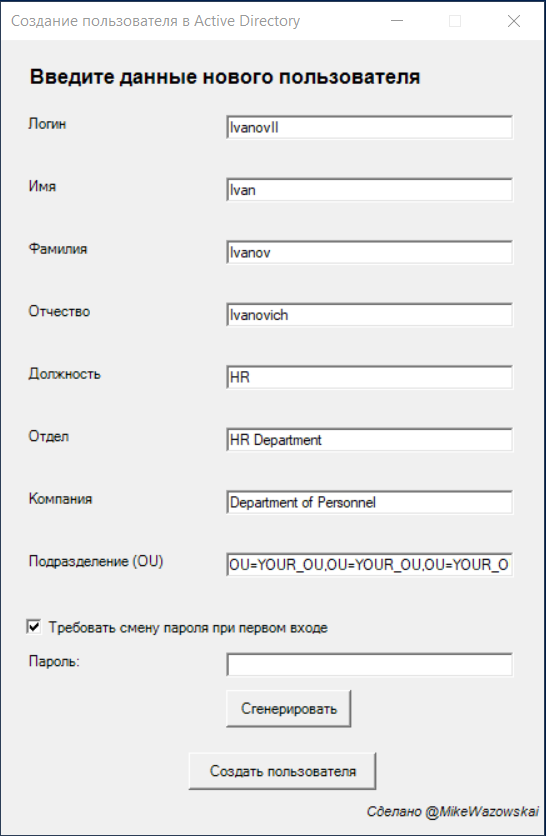 Создание пользователя в Active Directory
Введите данные нового пользователя
Логин IvanovII
Имя Ivan
Фамилия Ivanov
Отчество Ivanovich
Должность HR
Отдел HR Department
Компания Department of Personnel
Подразделение (OU) OU=YOUR_OU,OU=YOUR_OU,OU=YOUR_O
Требовать смену пароля при первом входе
Пароль:
Сгенерировать
Создать пользователя
Сделано @MikeWazowskai